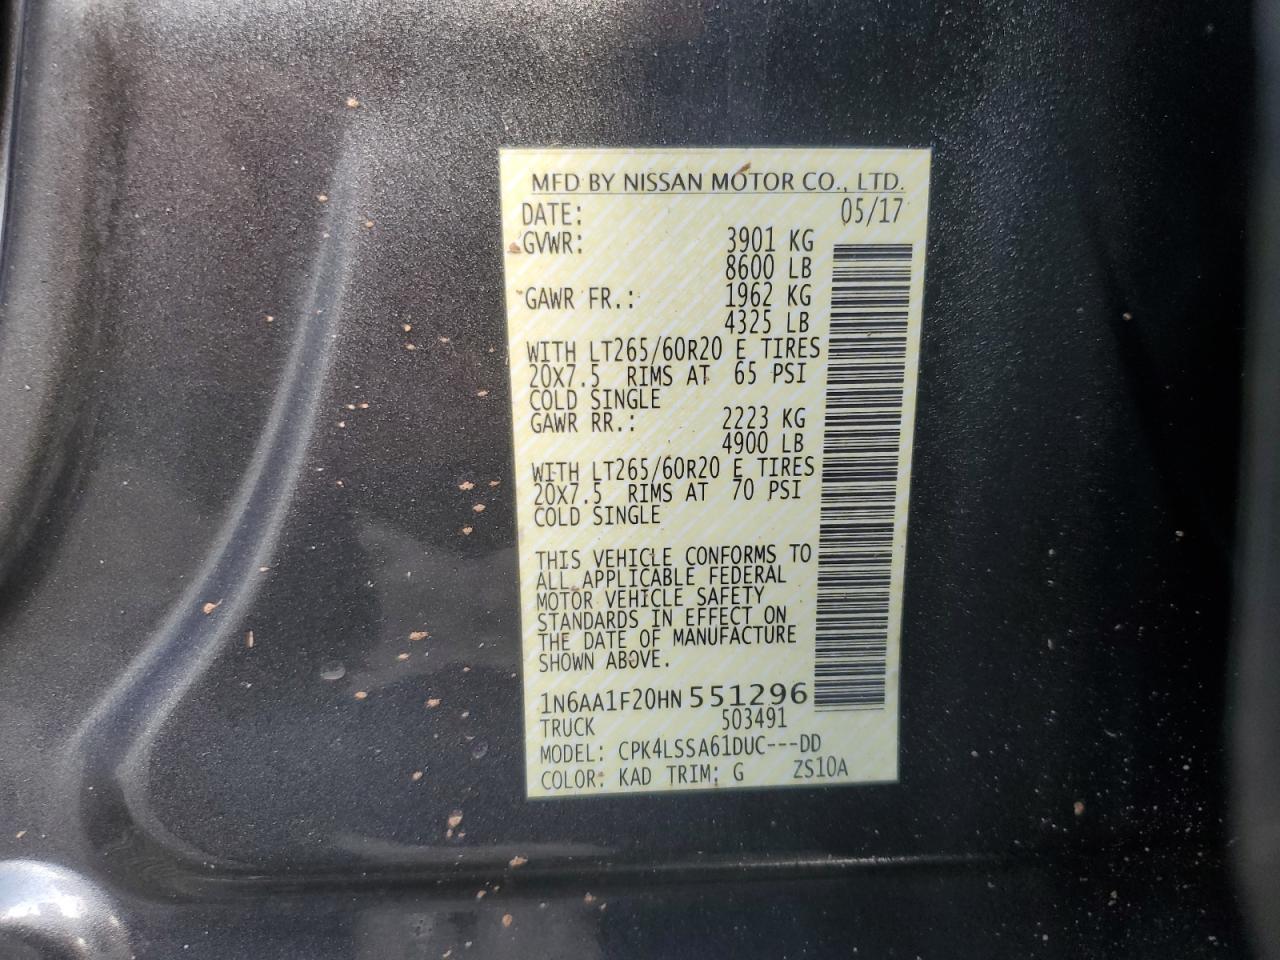 MFD BY NISSAN MOTOR CO., LTD.
DATE: 05/17
GVWR: 3901 KG
8600 LB
GAWR FR.: 1962 KG
4325 LB
WITH LT265/60R20 E TIRES
20X7.5 RIMS AT 65 PSI
COLD SINGLE
GAWR RR.: 2223 KG
4900 LB
WITH LT265/60R20 E TIRES
20X7.5 RIMS AT 70 PSI
COLD SINGLE
THIS VEHICLE CONFORMS TO
ALL APPLICABLE FEDERAL
MOTOR VEHICLE SAFETY
STANDARDS IN EFFECT ON
THE DATE OF MANUFACTURE
SHOWN ABOVE.
1N6AA1F20HN551296
TRUCK 503491
MODEL: CPK4LSSA61DUC---DD
COLOR: KAD TRIM: G ZS10A